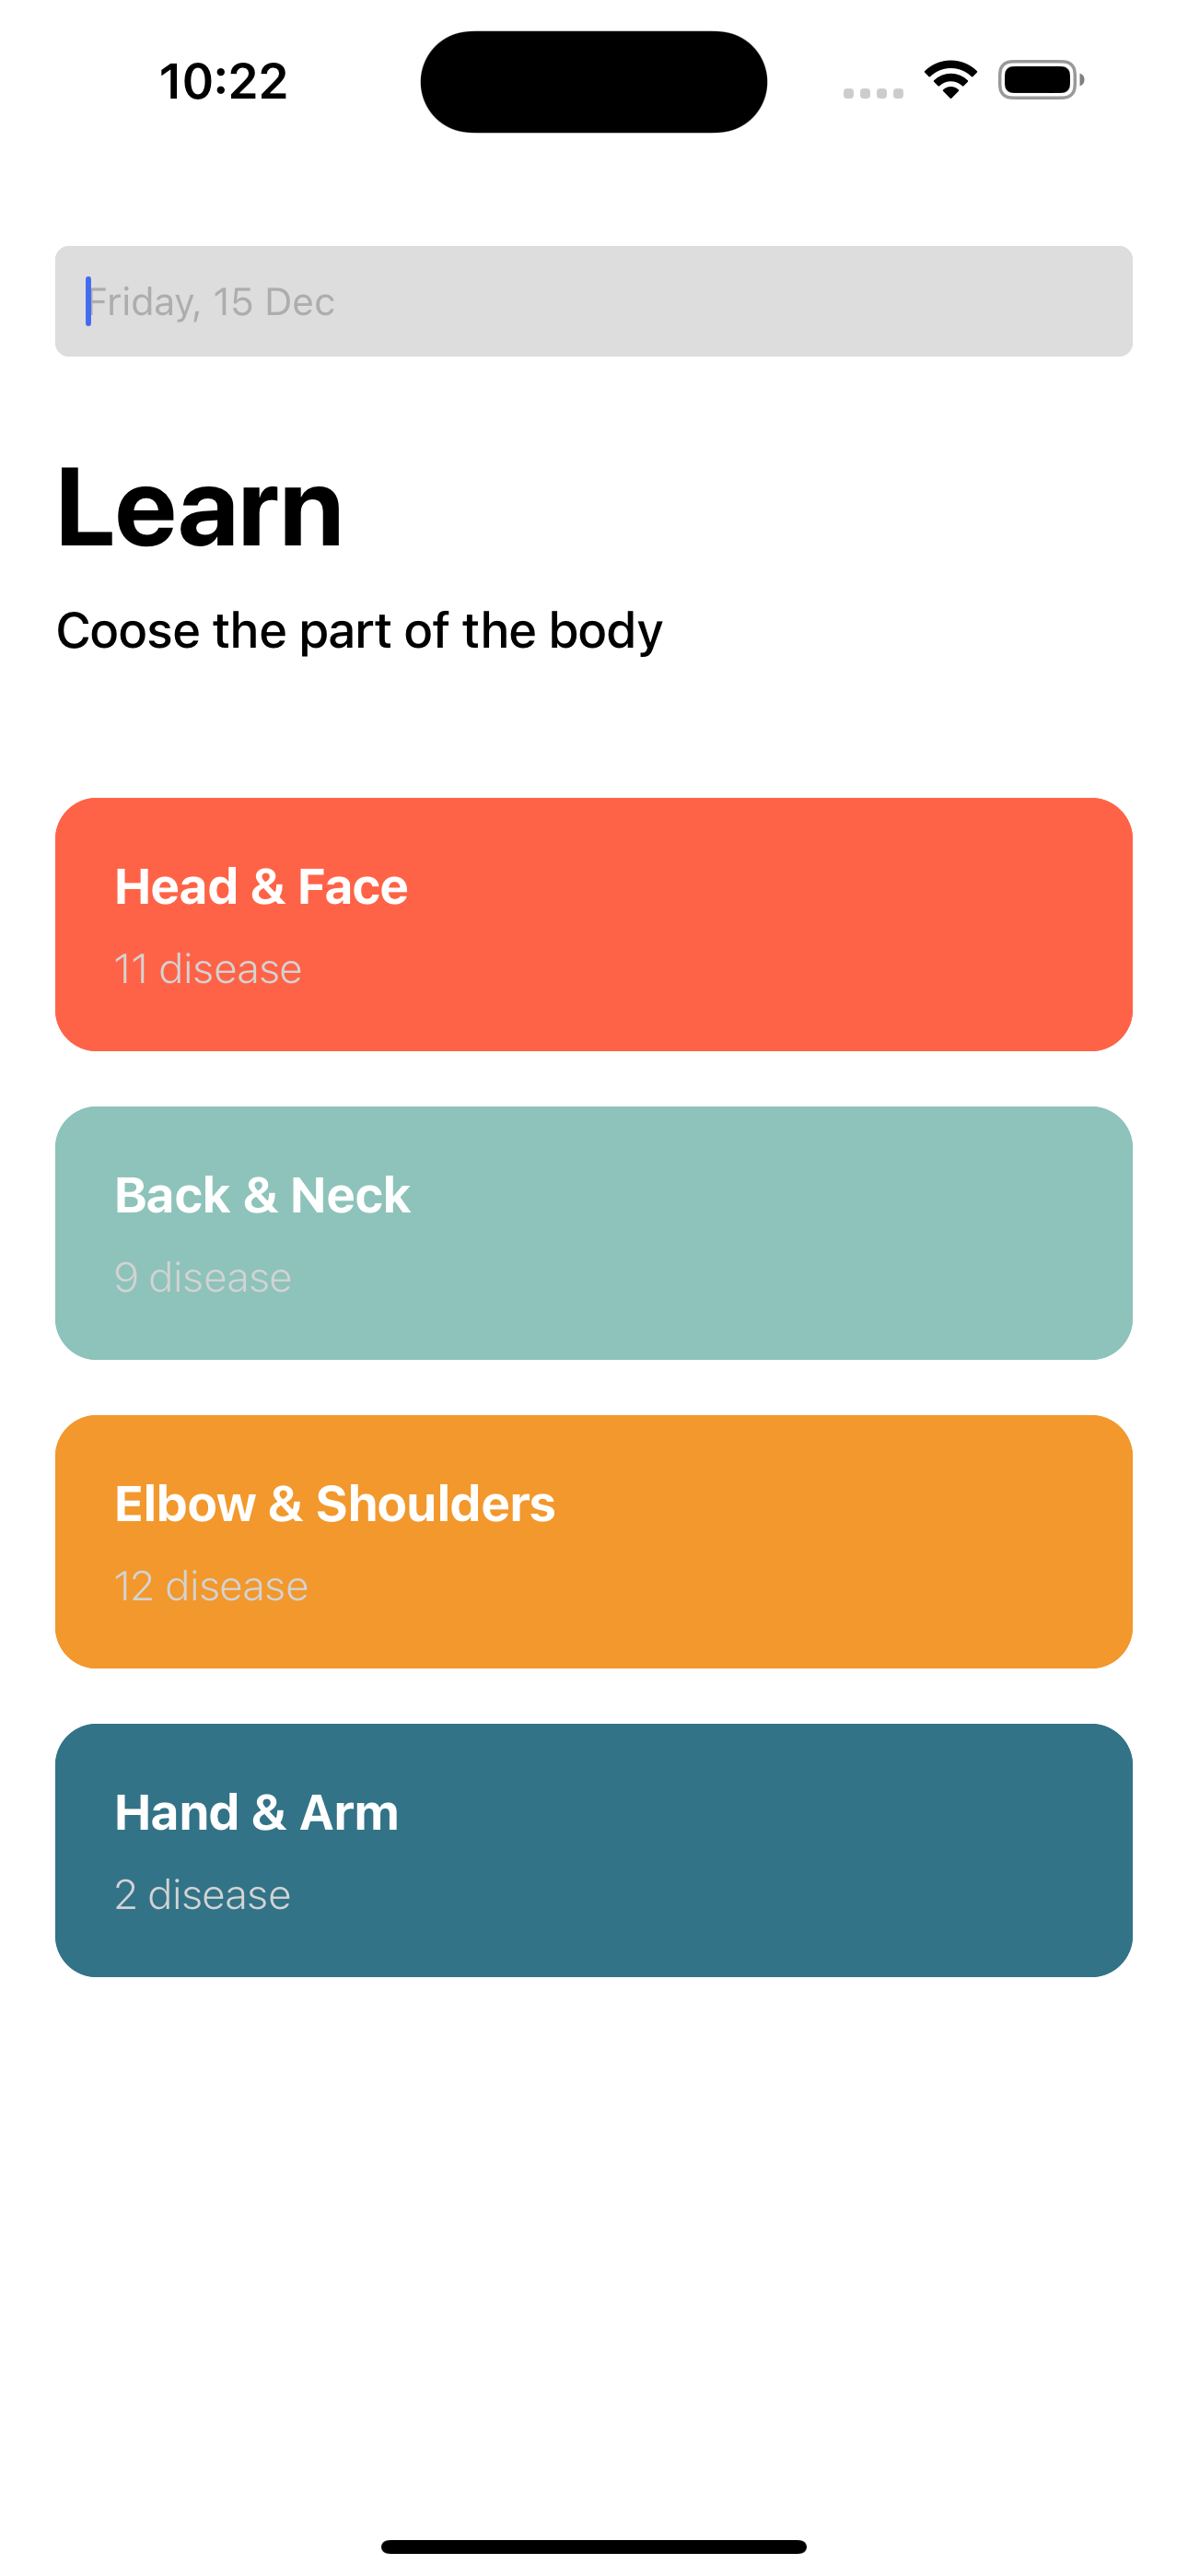 10:22
Friday, 15 Dec
Learn
Coose the part of the body
Head & Face
11 disease
Back & Neck
9 disease
Elbow & Shoulders
12 disease
Hand & Arm
2 disease